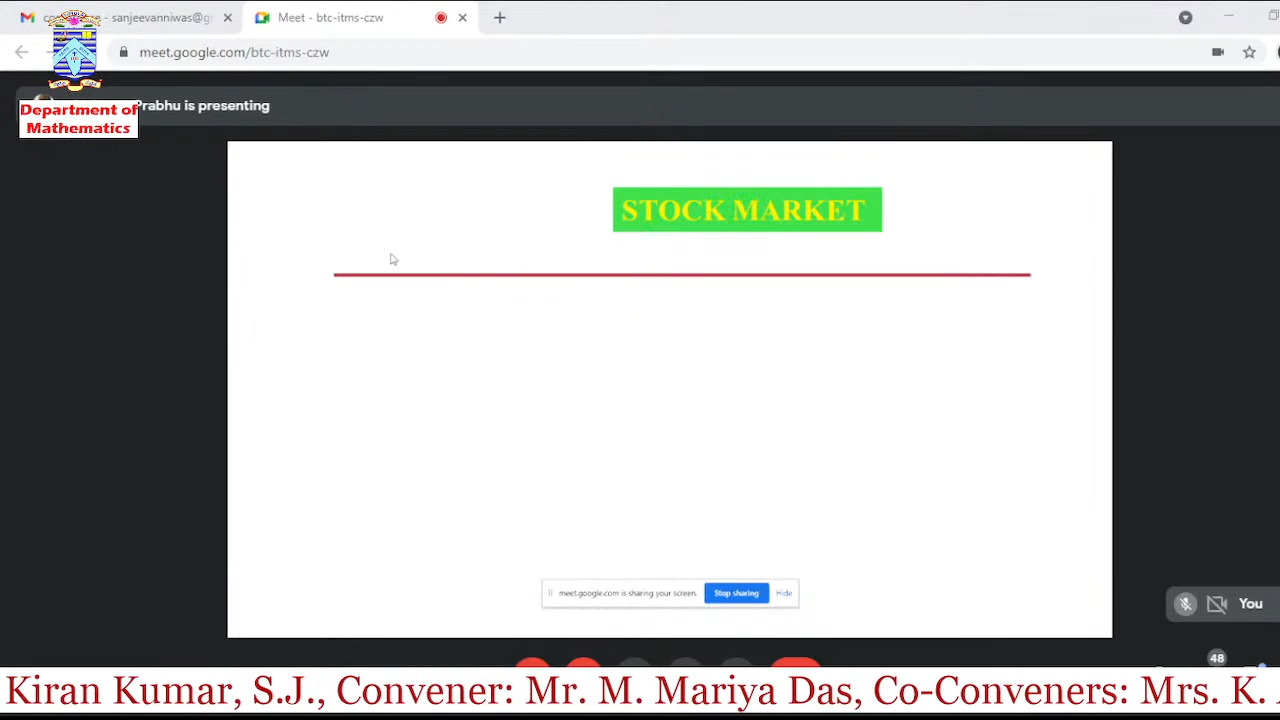 - sanjeevanniwas@g
Meet - btc-itms-czw
meet.google.com/btc-itms-czw
Department of
Mathematics
Prabhu is presenting
STOCK MARKET
meet.google.com is sharing your screen.
Stop sharing
Hide
You
48
Kiran Kumar, S.J., Convener: Mr. M. Mariya Das, Co-Conveners: Mrs. K.